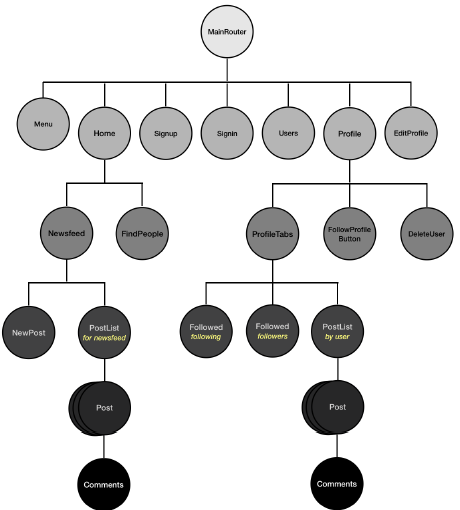 MainRouter
Menu
Home
Signup
Signin
Users
Profile
EditProfile
Newsfeed
FindPeople
ProfileTabs
FollowProfile
Button
DeleteUser
NewPost
PostList
for newsfeed
Followed
following
Followed
followers
PostList
by user
Post
Post
Comments
Comments